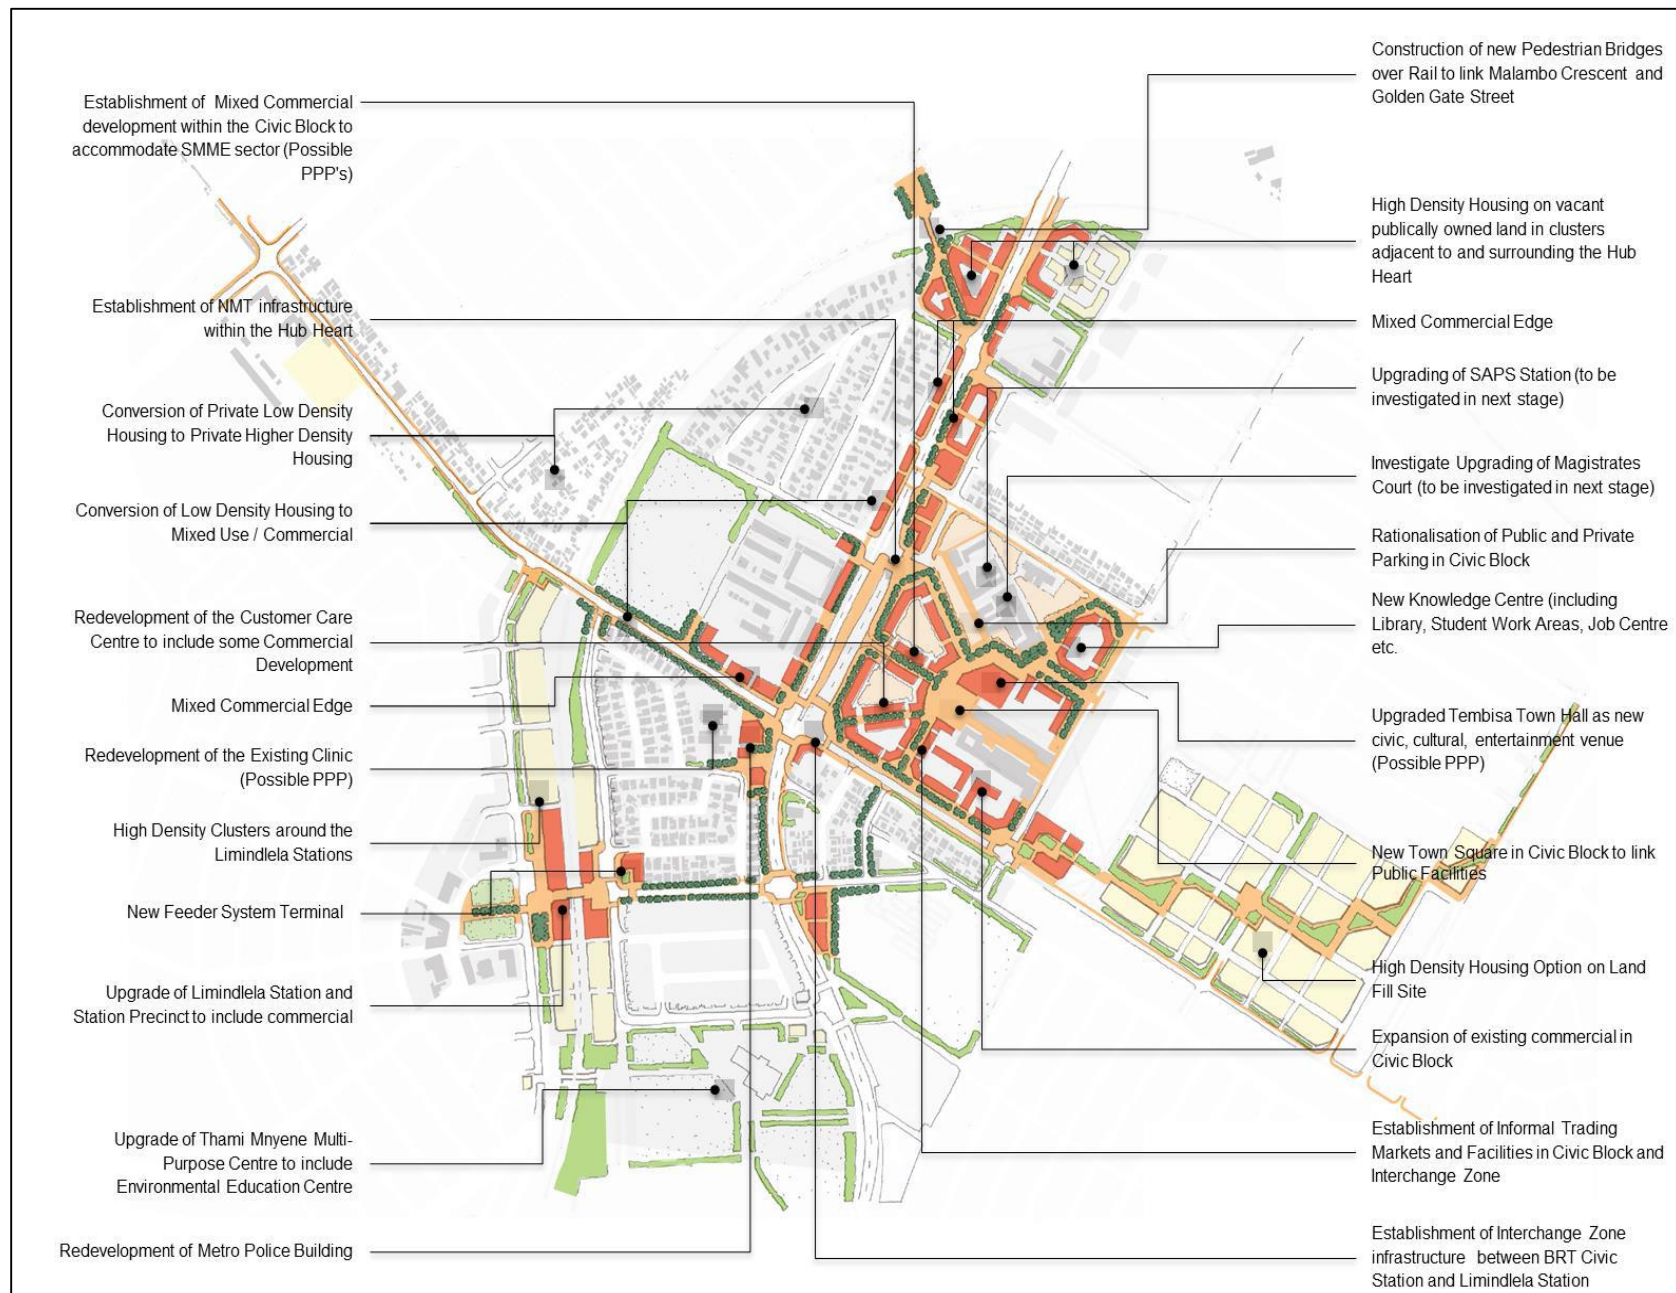 Establishment of Mixed Commercial
development within the Civic Block to
accommodate SMME sector (Possible
PPP's)
Establishment of NMT infrastructure
within the Hub Heart
Conversion of Private Low Density
Housing to Private Higher Density
Housing
Conversion of Low Density Housing to
Mixed Use / Commercial
Redevelopment of the Customer Care
Centre to include some Commercial
Development
Mixed Commercial Edge
Redevelopment of the Existing Clinic
(Possible PPP)
High Density Clusters around the
Limindlela Stations
New Feeder System Terminal
Upgrade of Limindlela Station and
Station Precinct to include commercial
Upgrade of Thami Mnyene Multi-
Purpose Centre to include
Environmental Education Centre
Redevelopment of Metro Police Building
Construction of new Pedestrian Bridges
over Rail to link Malambo Crescent and
Golden Gate Street
High Density Housing on vacant
publically owned land in clusters
adjacent to and surrounding the Hub
Heart
Mixed Commercial Edge
Upgrading of SAPS Station (to be
investigated in next stage)
Investigate Upgrading of Magistrates
Court (to be investigated in next stage)
Rationalisation of Public and Private
Parking in Civic Block
New Knowledge Centre (including
Library, Student Work Areas, Job Centre
etc.
Upgraded Tembisa Town Hall as new
civic, cultural, entertainment venue
(Possible PPP)
New Town Square in Civic Block to link
Public Facilities
High Density Housing Option on Land
Fill Site
Expansion of existing commercial in
Civic Block
Establishment of Informal Trading
Markets and Facilities in Civic Block and
Interchange Zone
Establishment of Interchange Zone
infrastructure between BRT Civic
Station and Limindlela Station